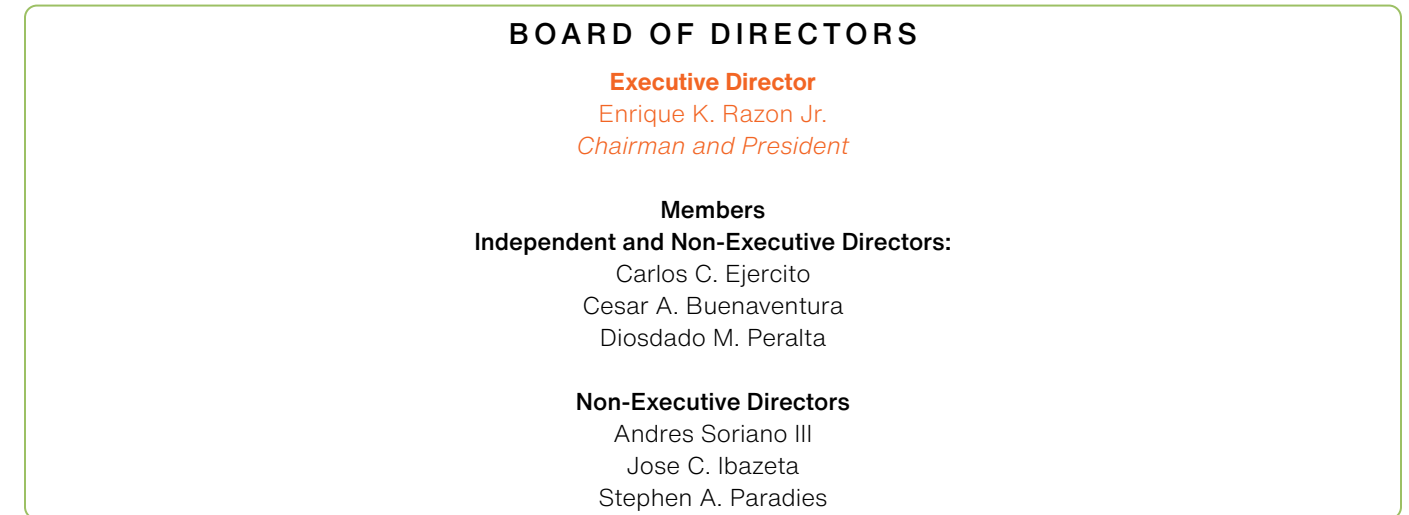 BOARD OF DIRECTORS
Executive Director
Enrique K. Razon Jr.
Chairman and President
Members
Independent and Non-Executive Directors:
Carlos C. Ejercito
Cesar A. Buenaventura
Diosdado M. Peralta
Non-Executive Directors
Andres Soriano III
Jose C. Ibazeta
Stephen A. Paradies